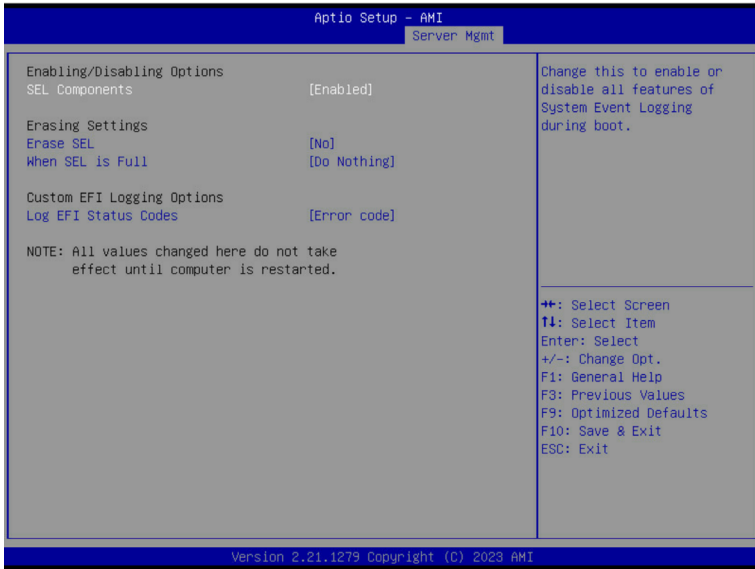 Aptio Setup – AMI
Server Mgmt
Enabling/Disabling Options
SEL Components [Enabled]
Erasing Settings
Erase SEL [No]
When SEL is Full [Do Nothing]
Custom EFI Logging Options
Log EFI Status Codes [Error code]
NOTE: All values changed here do not take
effect until computer is restarted.
Change this to enable or
disable all features of
System Event Logging
during boot.
→←: Select Screen
↑↓: Select Item
Enter: Select
+/-: Change Opt.
F1: General Help
F3: Previous Values
F9: Optimized Defaults
F10: Save & Exit
ESC: Exit
Version 2.21.1279 Copyright (C) 2023 AMI